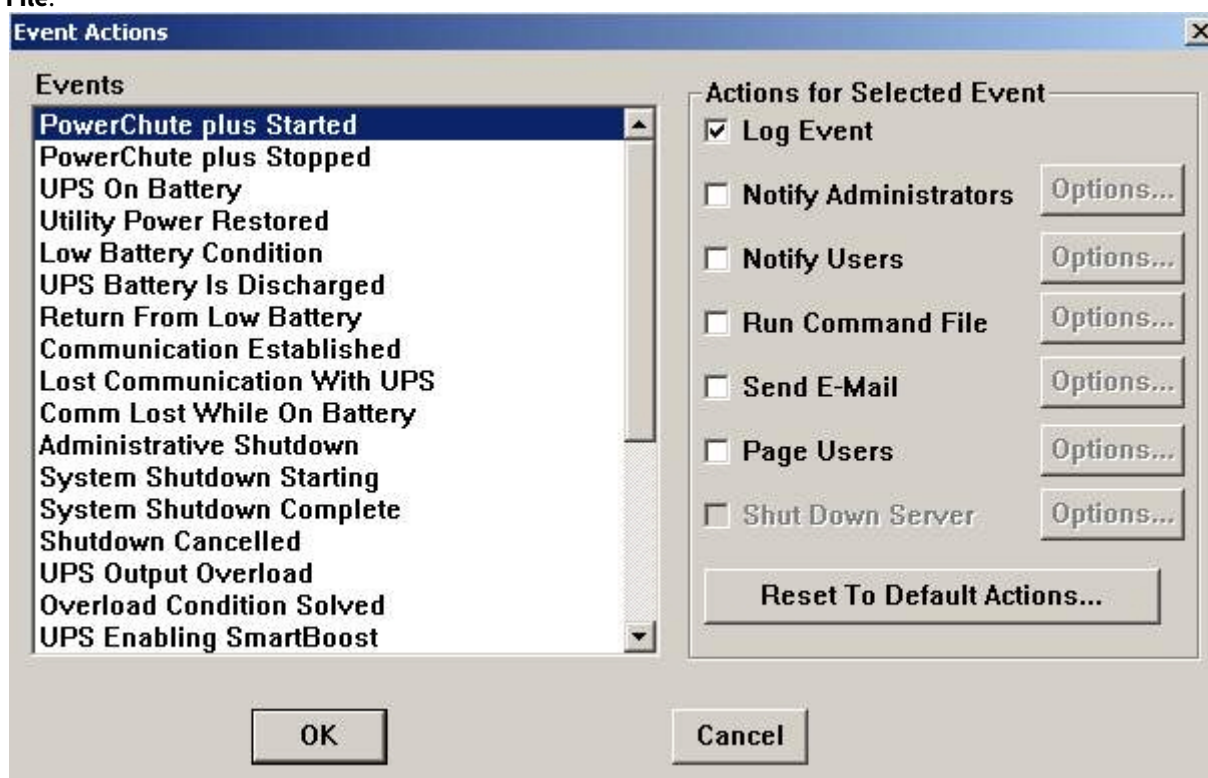 File.
Event Actions
Events
PowerChute plus Started
PowerChute plus Stopped
UPS On Battery
Utility Power Restored
Low Battery Condition
UPS Battery Is Discharged
Return From Low Battery
Communication Established
Lost Communication With UPS
Comm Lost While On Battery
Administrative Shutdown
System Shutdown Starting
System Shutdown Complete
Shutdown Cancelled
UPS Output Overload
Overload Condition Solved
UPS Enabling SmartBoost
Actions for Selected Event
Log Event
Notify Administrators Options...
Notify Users Options...
Run Command File Options...
Send E-Mail Options...
Page Users Options...
Shut Down Server Options...
Reset To Default Actions...
OK
Cancel